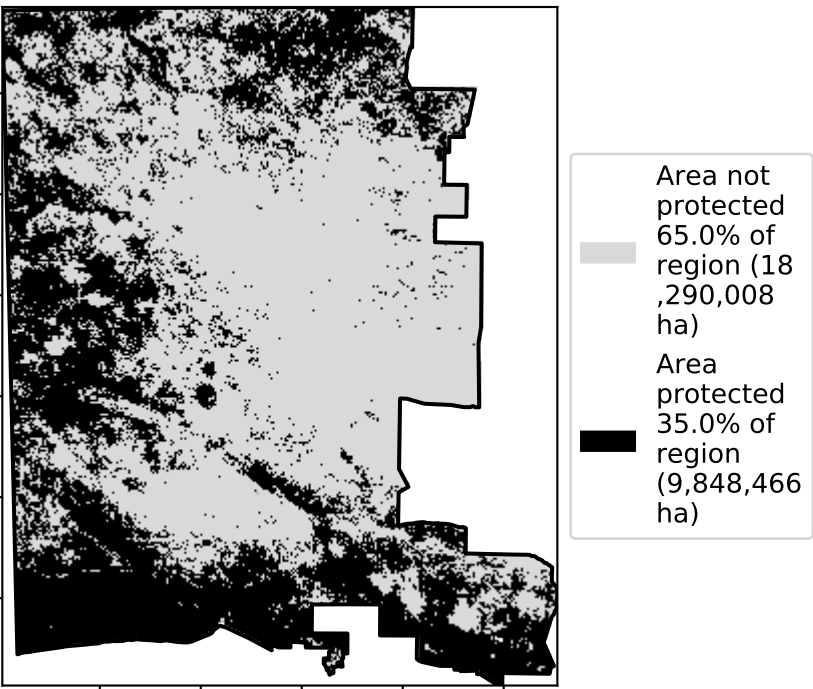 Area not
protected
65.0% of
region (18
,290,008
ha)
Area
protected
35.0% of
region
(9,848,466
ha)